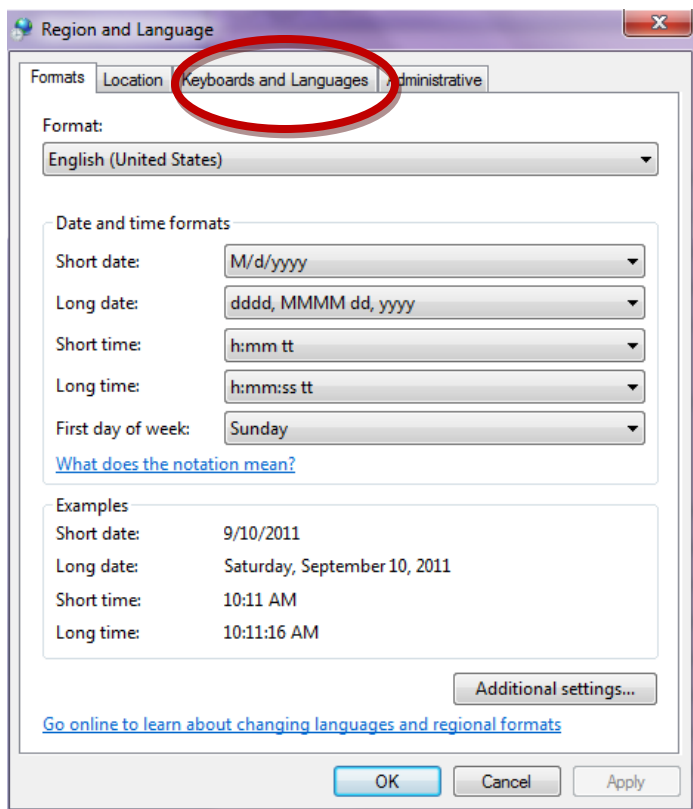 Region and Language
x
Formats Location Keyboards and Languages Administrative
Format:
English (United States)
Date and time formats
Short date: M/d/yyyy
Long date: dddd, MMMM dd, yyyy
Short time: h:mm tt
Long time: h:mm:ss tt
First day of week: Sunday
What does the notation mean?
Examples
Short date: 9/10/2011
Long date: Saturday, September 10, 2011
Short time: 10:11 AM
Long time: 10:11:16 AM
Additional settings...
Go online to learn about changing languages and regional formats
OK Cancel Apply